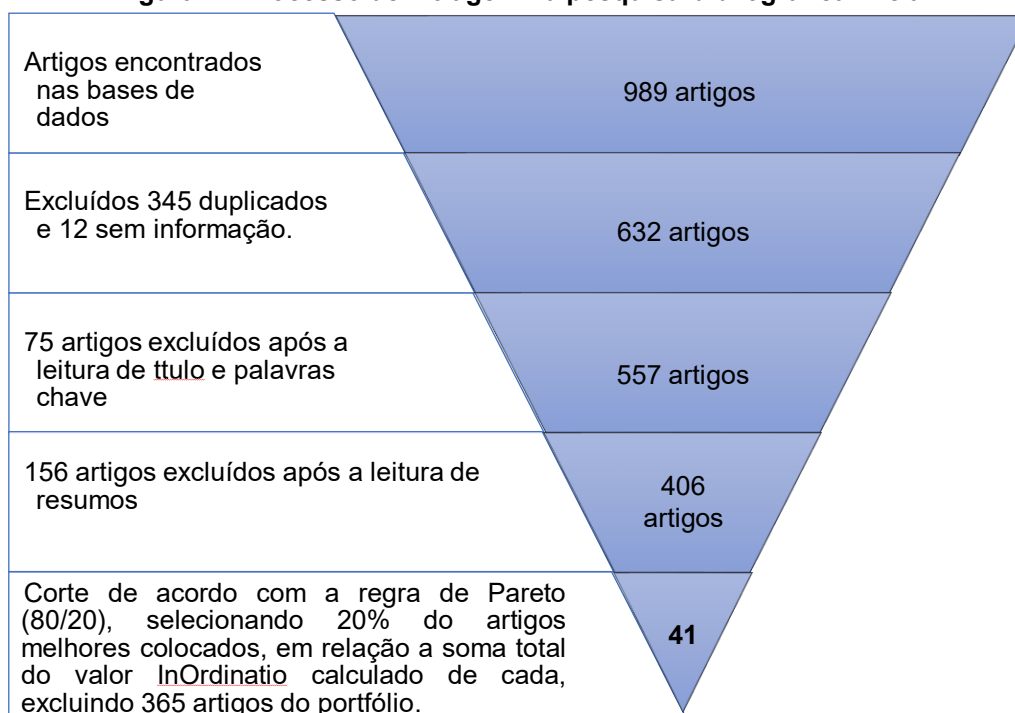 Artigos encontrados
nas bases de
dados
989 artigos
Excluídos 345 duplicados
e 12 sem informação.
632 artigos
75 artigos excluídos após a
leitura de ttulo e palavras
chave
557 artigos
156 artigos excluídos após a leitura de
resumos
406
artigos
Corte de acordo com a regra de Pareto
(80/20), selecionando 20% do artigos
melhores colocados, em relação a soma total
do valor InOrdinatio calculado de cada,
excluindo 365 artigos do portfólio.
41